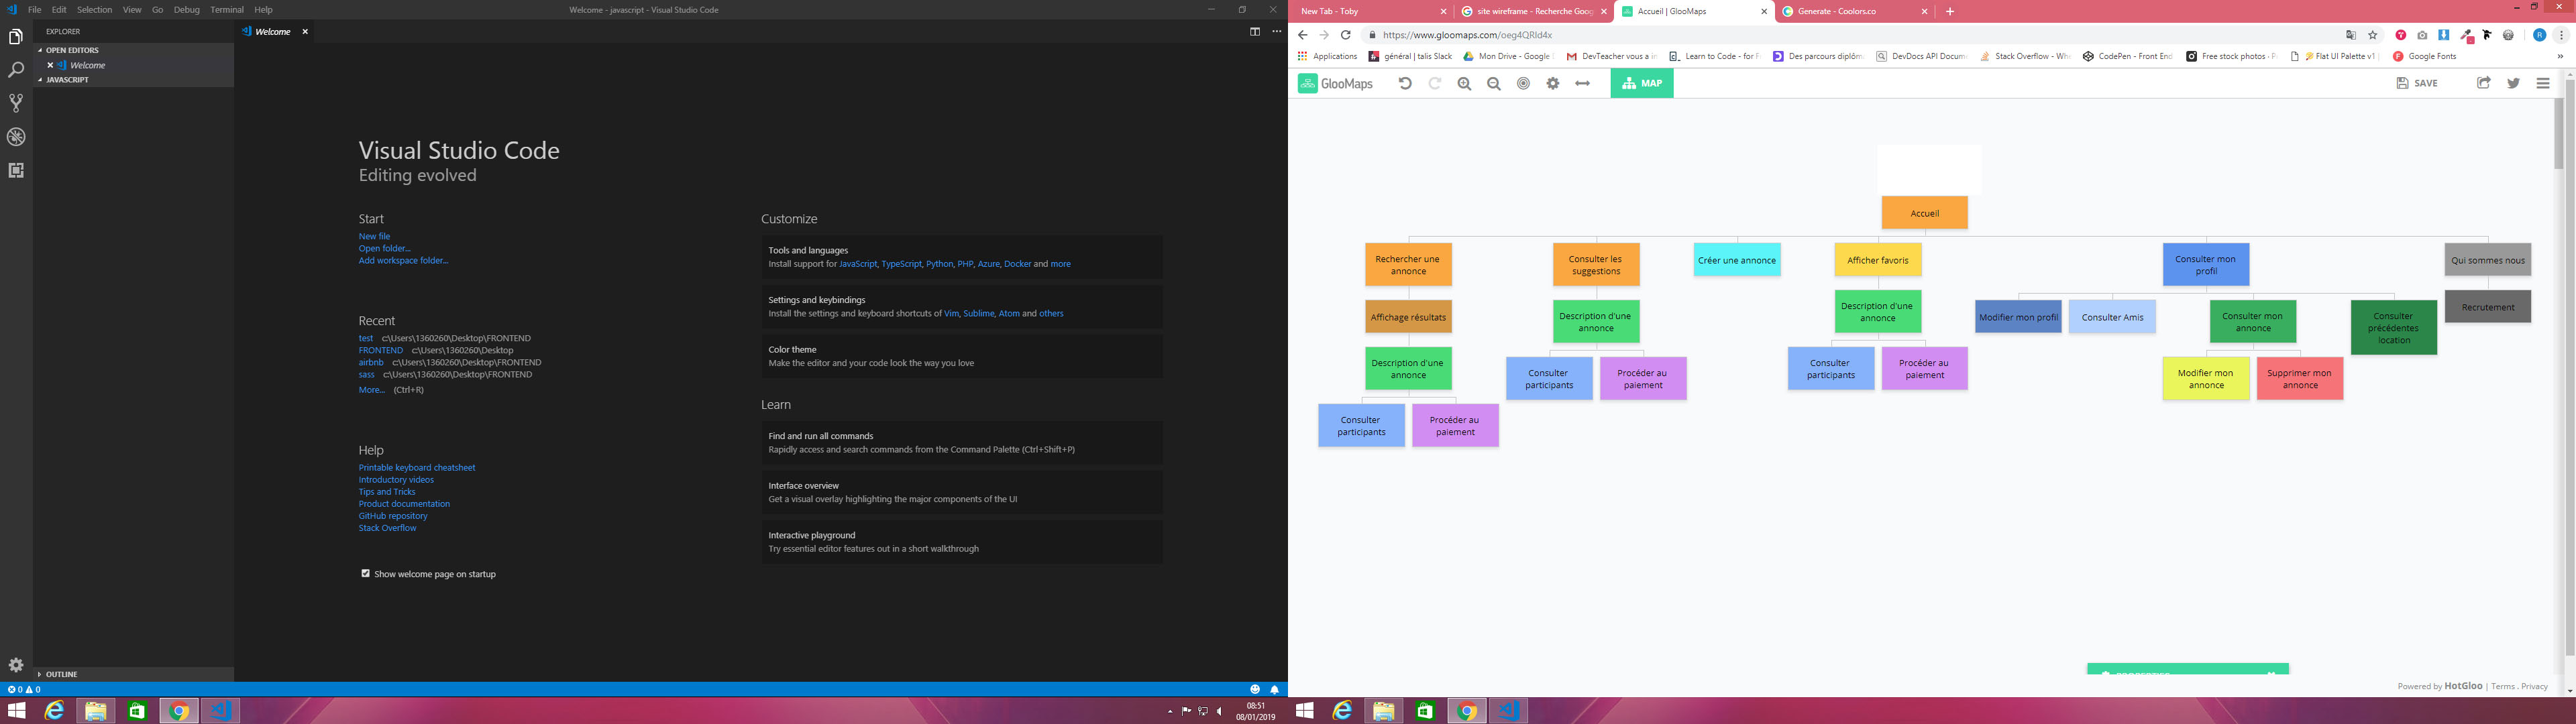 File Edit Selection View Go Debug Terminal Help
Welcome - javascript - Visual Studio Code
EXPLORER
OPEN EDITORS
Welcome
JAVASCRIPT
OUTLINE
Welcome
Visual Studio Code
Editing evolved
Start
New file
Open folder...
Add workspace folder...
Recent
test c:\Users\1360260\Desktop\FRONTEND
FRONTEND c:\Users\1360260\Desktop
airbnb c:\Users\1360260\Desktop\FRONTEND
sass c:\Users\1360260\Desktop\FRONTEND
More... (Ctrl+R)
Help
Printable keyboard cheatsheet
Introductory videos
Tips and Tricks
Product documentation
GitHub repository
Stack Overflow
Show welcome page on startup
Customize
Tools and languages
Install support for JavaScript, TypeScript, Python, PHP, Azure, Docker and more
Settings and keybindings
Install the settings and keyboard shortcuts of Vim, Sublime, Atom and others
Color theme
Make the editor and your code look the way you love
Learn
Find and run all commands
Rapidly access and search commands from the Command Palette (Ctrl+Shift+P)
Interface overview
Get a visual overlay highlighting the major components of the UI
Interactive playground
Try essential editor features out in a short walkthrough
0 0
08:51
08/01/2019
New Tab - Toby
site wireframe - Recherche Goog
Accueil | GlooMaps
Generate - Coolors.co
https://www.gloomaps.com/oeg4QRld4x
R
Applications
général | talis Slack
Mon Drive - Google
DevTeacher vous a in
Learn to Code - for F
Des parcours diplôm
DevDocs API Docum
Stack Overflow - Wh
CodePen - Front End
Free stock photos · P
Flat UI Palette v1
Google Fonts
GlooMaps
MAP
SAVE
Accueil
Rechercher une
annonce
Consulter les
suggestions
Créer une annonce
Afficher favoris
Consulter mon
profil
Qui sommes nous
Affichage résultats
Description d'une
annonce
Description d'une
annonce
Modifier mon profil
Consulter Amis
Consulter mon
annonce
Consulter
précédentes
location
Recrutement
Description d'une
annonce
Consulter
participants
Procéder au
paiement
Consulter
participants
Procéder au
paiement
Modifier mon
annonce
Supprimer mon
annonce
Consulter
participants
Procéder au
paiement
Powered by HotGloo | Terms . Privacy